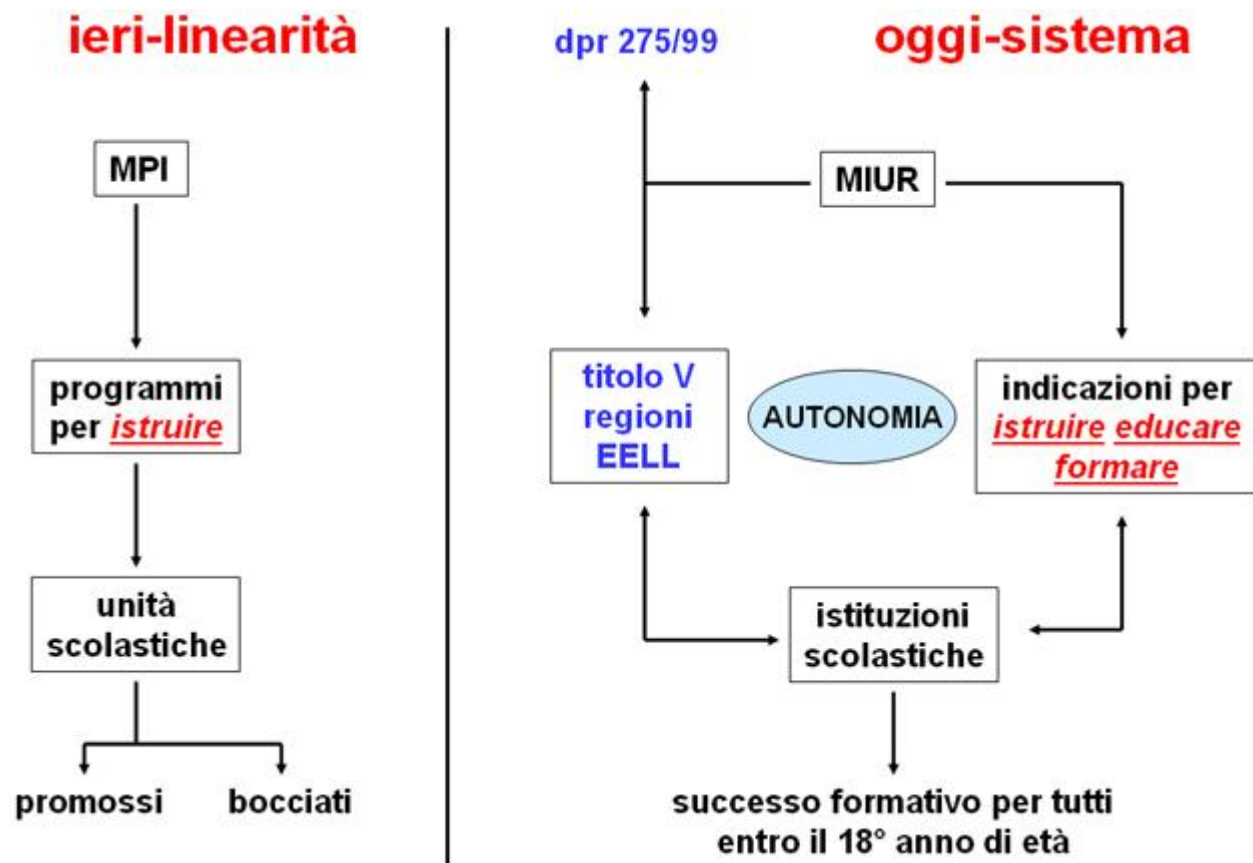 ieri-linearità
MPI
programmi
per istruire
unità
scolastiche
promossi
bocciati
dpr 275/99
oggi-sistema
MIUR
titolo V
regioni
EELL
AUTONOMIA
indicazioni per
istruire educare
formare
istituzioni
scolastiche
successo formativo per tutti
entro il 18° anno di età